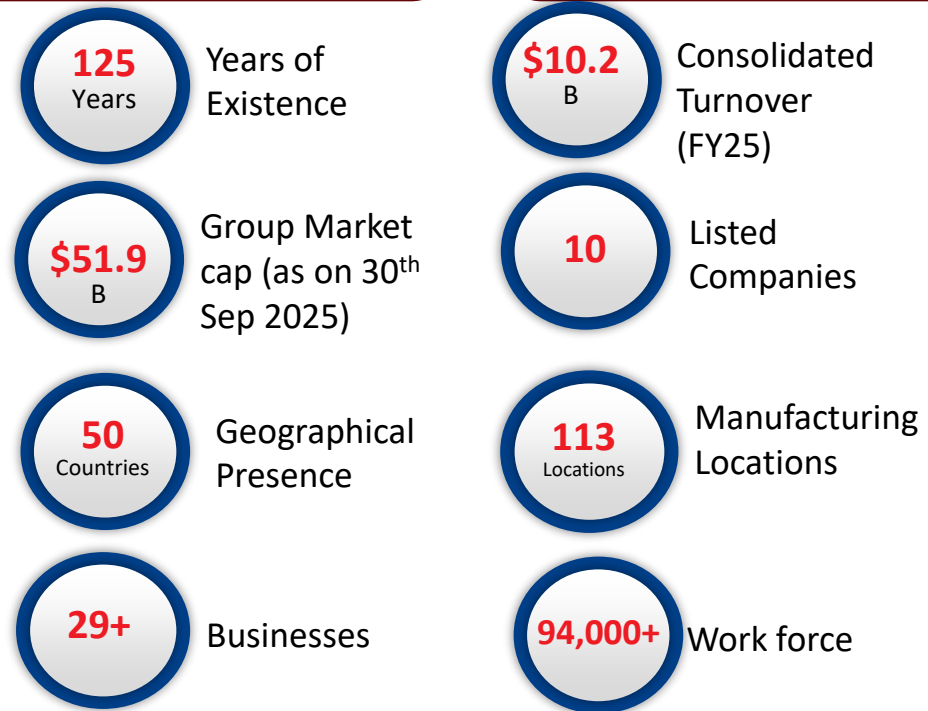 125
Years
Years of
Existence
$10.2
B
Consolidated
Turnover
(FY25)
$51.9
B
Group Market
cap (as on 30th
Sep 2025)
10
Listed
Companies
50
Countries
Geographical
Presence
113
Locations
Manufacturing
Locations
29+
Businesses
94,000+
Work force